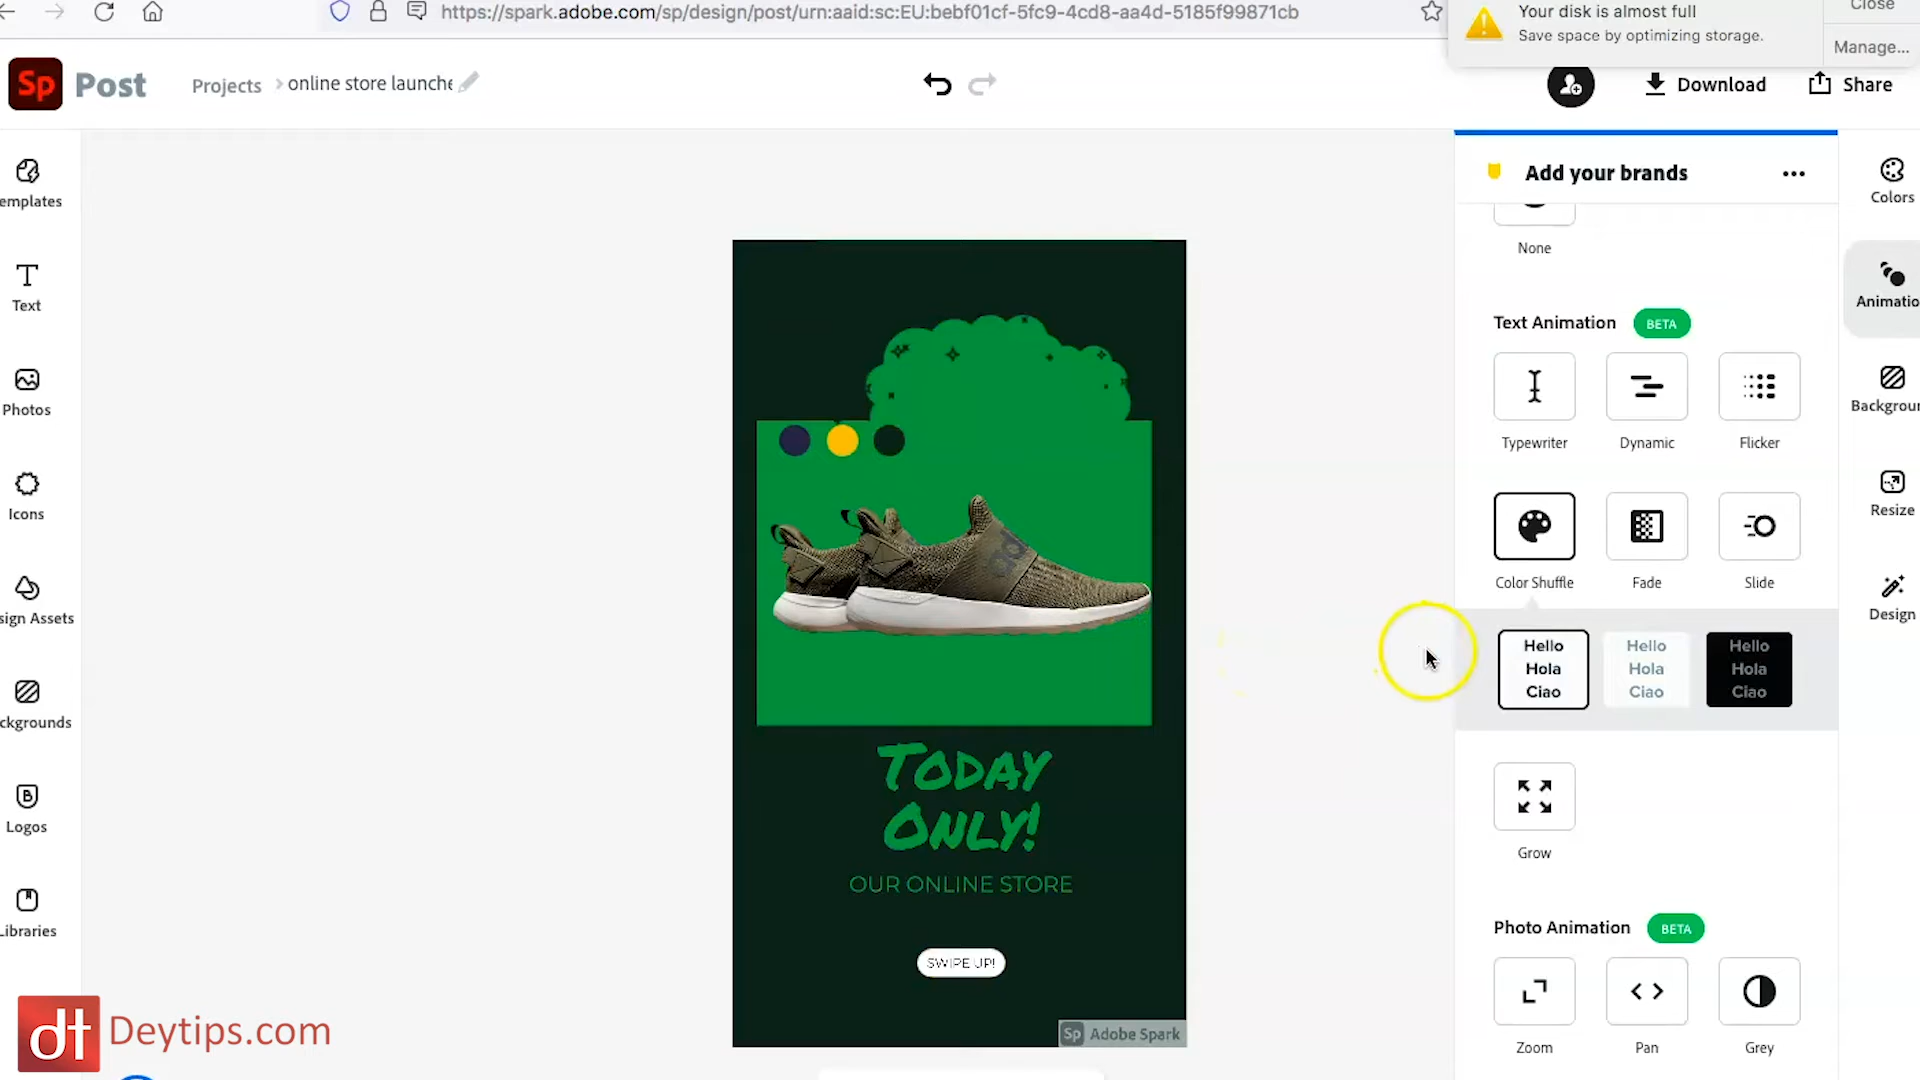 https://spark.adobe.com/sp/design/post/urn:aaid:sc:EU:bebf01cf-5fc9-4cd8-aa4d-5185f99871cb
Your disk is almost full
Save space by optimizing storage.
Close
Manage...
Sp Post
Projects
online store launche
Download
Share
emplates
Text
Photos
Icons
sign Assets
ckgrounds
Logos
Libraries
Add your brands
None
Text Animation BETA
Typewriter
Dynamic
Flicker
Color Shuffle
Fade
Slide
Hello
Hola
Ciao
Hello
Hola
Ciao
Hello
Hola
Ciao
Grow
Photo Animation BETA
Zoom
Pan
Grey
Colors
Animatio
Backgroun
Resize
Design
ad
TODAY
ONLY!
OUR ONLINE STORE
SWIPE UP!
Sp Adobe Spark
dt Deytips.com